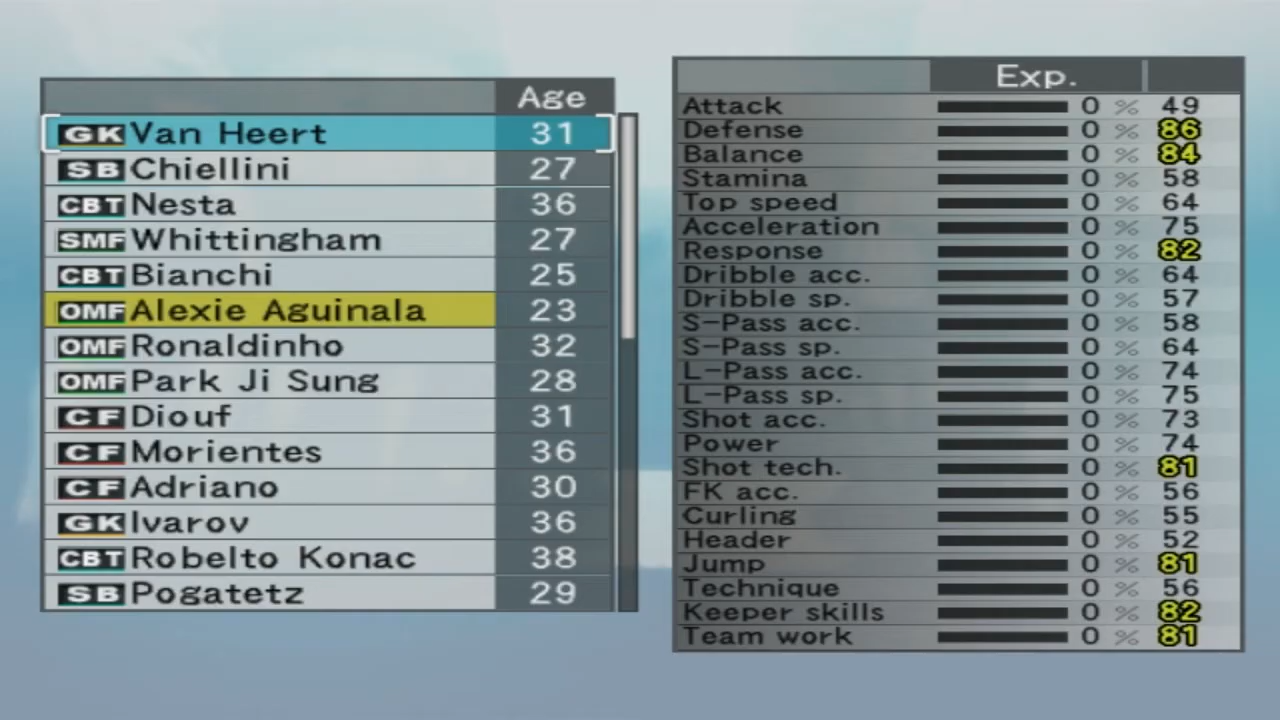 Age
GK Van Heert 31
SB Chiellini 27
CBT Nesta 36
SMF Whittingham 27
CBT Bianchi 25
OMF Alexie Aguinala 23
OMF Ronaldinho 32
OMF Park Ji Sung 28
CF Diouf 31
CF Morientes 36
CF Adriano 30
GK Ivarov 36
CBT Robelto Konac 38
SB Pogatetz 29
Exp.
Attack 0 % 49
Defense 0 % 86
Balance 0 % 84
Stamina 0 % 58
Top speed 0 % 64
Acceleration 0 % 75
Response 0 % 82
Dribble acc. 0 % 64
Dribble sp. 0 % 57
S-Pass acc. 0 % 58
S-Pass sp. 0 % 64
L-Pass acc. 0 % 74
L-Pass sp. 0 % 75
Shot acc. 0 % 73
Power 0 % 74
Shot tech. 0 % 81
FK acc. 0 % 56
Curling 0 % 55
Header 0 % 52
Jump 0 % 81
Technique 0 % 56
Keeper skills 0 % 82
Team work 0 % 81